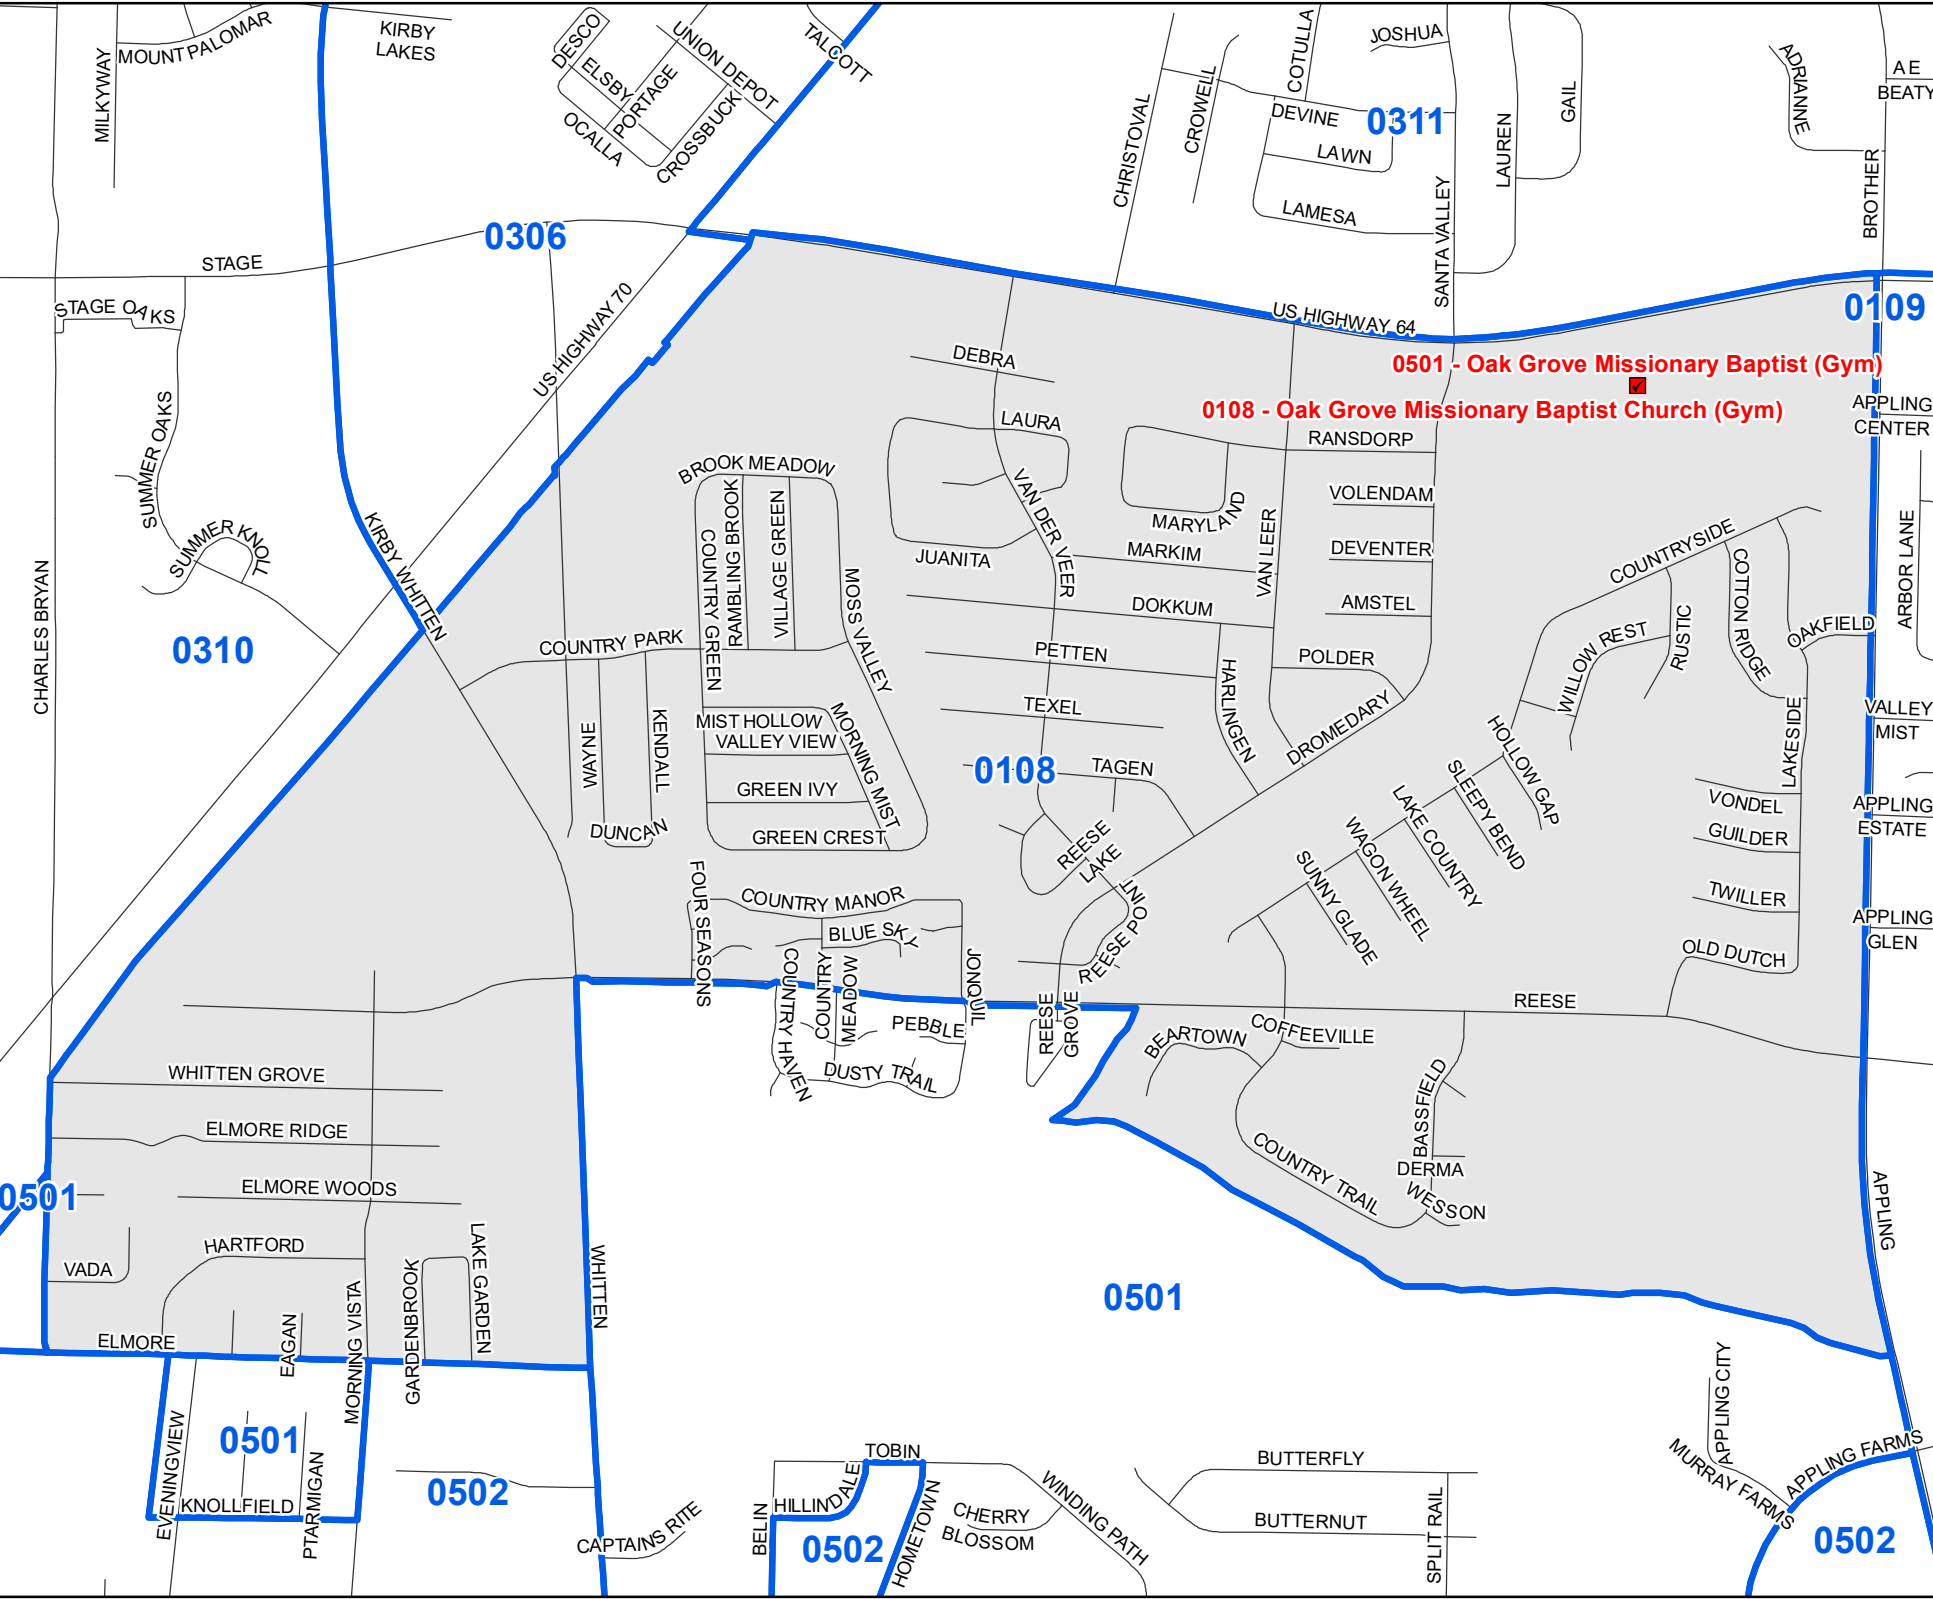 MILKYWAY
MOUNT PALOMAR
KIRBY
LAKES
DESCO
ELSBY
PORTAGE
UNION DEPOT
OCALLA
CROSSBUCK
TALCOTT
CHRISTOVAL
CROWELL
COTULLA
JOSHUA
DEVINE
0311
LAWN
LAMESA
SANTA VALLEY
LAUREN
GAIL
ADRIANNE
AE
BEATY
BROTHER
0306
STAGE
STAGE OAKS
US HIGHWAY 70
US HIGHWAY 64
0109
0501 - Oak Grove Missionary Baptist (Gym)
0108 - Oak Grove Missionary Baptist Church (Gym)
APPLING
CENTER
DEBRA
LAURA
RANSDORP
SUMMER OAKS
SUMMER KNOLL
BROOK MEADOW
RAMBLING BROOK
VILLAGE GREEN
COUNTRY GREEN
MOSS VALLEY
VAN DER VEER
MARYLAND
VAN LEER
VOLENDAM
JUANITA
MARKIM
DEVENTER
COUNTRYSIDE
COTTON RIDGE
ARBOR LANE
KIRBY WHITTEN
CHARLES BRYAN
0310
DOKKUM
AMSTEL
COUNTRY PARK
PETTEN
POLDER
WILLOW REST
RUSTIC
OAKFIELD
WAYNE
KENDALL
MIST HOLLOW
VALLEY VIEW
MORNING MIST
TEXEL
HARLINGEN
DROMEDARY
HOLLOW GAP
LAKESIDE
VALLEY
MIST
0108
TAGEN
SLEEPY BEND
LAKE COUNTRY
WAGON WHEEL
SUNNY GLADE
VONDEL
APPLING
ESTATE
GREEN IVY
DUNCAN
GREEN CREST
REESE
LAKE
GUILDER
TWILLER
FOUR SEASONS
COUNTRY MANOR
BLUE SKY
REESE POINT
APPLING
GLEN
OLD DUTCH
COUNTRY HAVEN
COUNTRY
MEADOW
JONQUIL
REESE
GROVE
REESE
PEBBLE
BEARTOWN
COFFEEVILLE
DUSTY TRAIL
WHITTEN GROVE
BASSFIELD
ELMORE RIDGE
COUNTRY TRAIL
DERMA
WESSON
0501
ELMORE WOODS
APPLING
HARTFORD
LAKE GARDEN
VADA
WHITTEN
GARDENBROOK
MORNING VISTA
EAGAN
0501
ELMORE
APPLING CITY
EVENINGVIEW
0501
PTARMIGAN
KNOLLFIELD
0502
TOBIN
BUTTERFLY
MURRAY FARMS
APPLING FARMS
HILLINDALE
BELIN
HOMETOWN
CHERRY
BLOSSOM
WINDING PATH
BUTTERNUT
SPLIT RAIL
CAPTAINS RITE
0502
0502